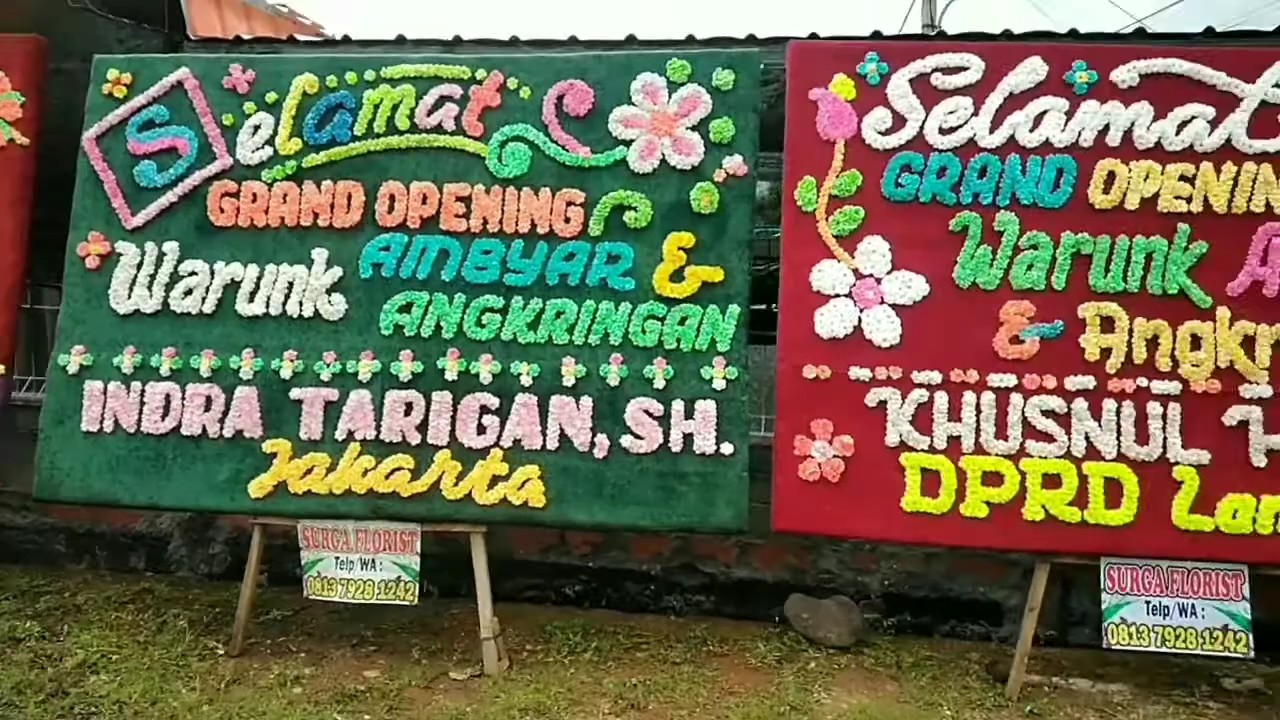 S
Selamat
GRAND OPENING
Warunk AMBYAR &
ANGKRINGAN
INDRA TARIGAN, SH.
Jakarta
SURGA FLORIST
Telp/WA :
0813 7928 1242
Selamat
GRAND OPENIN
Warunk A
& Angkr
KHUSNUL H
DPRD Lam
SURGA FLORIST
Telp/WA :
0813 7928 1242